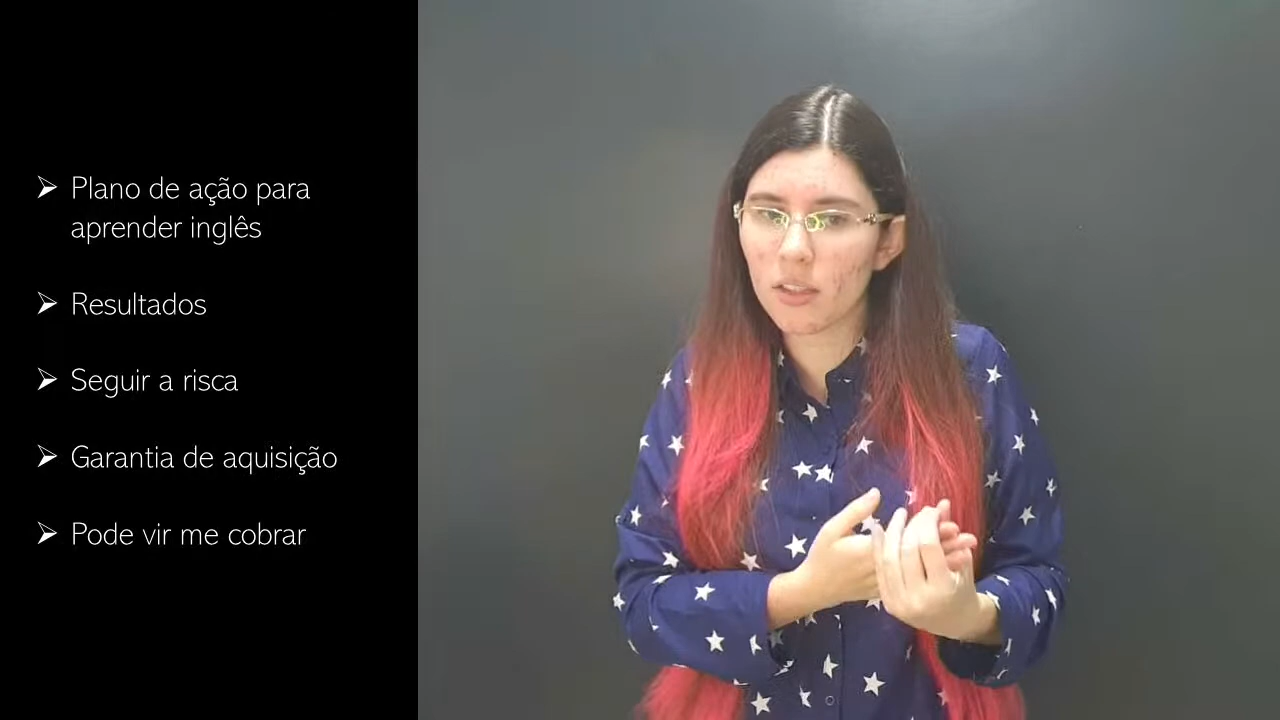 Plano de ação para
aprender inglês
Resultados
Seguir a risca
Garantia de aquisição
Pode vir me cobrar